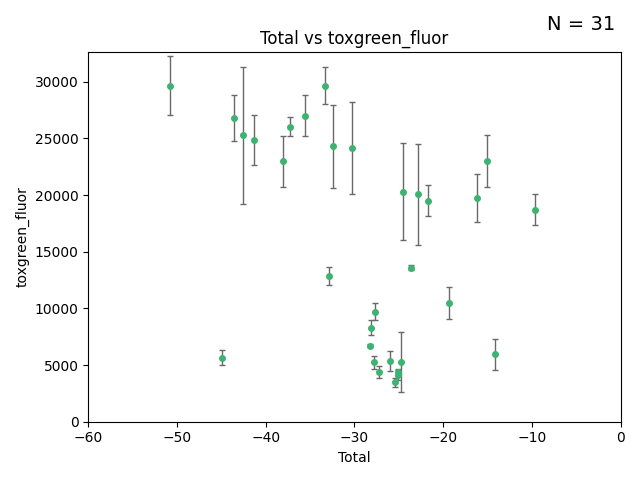 N = 31
Total vs toxgreen_fluor
toxgreen_fluor
30000
25000
20000
15000
10000
5000
0
−60 −50 −40 −30 −20 −10 0
Total